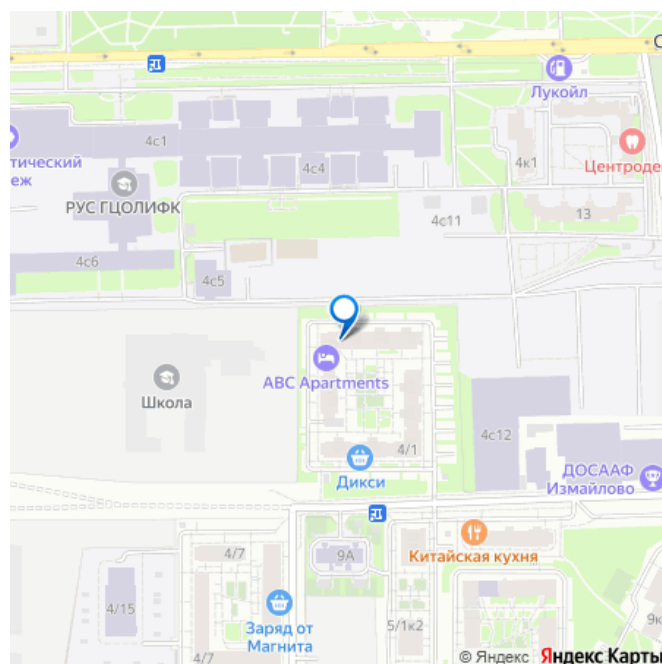 С
Лукойл
4с1
тический
еж
4с4
РУС ГЦОЛИФК
4к1
Центроде
13
4с11
4с6
4с5
ABC Apartments
Школа
4/1
4с12
Дикси
ДОСААФ
Измайлово
4/7
9А
Китайская кухня
4/15
5/1к2
9к
Заряд от
Магнита
4/7
© Яндекс Яндекс Карты